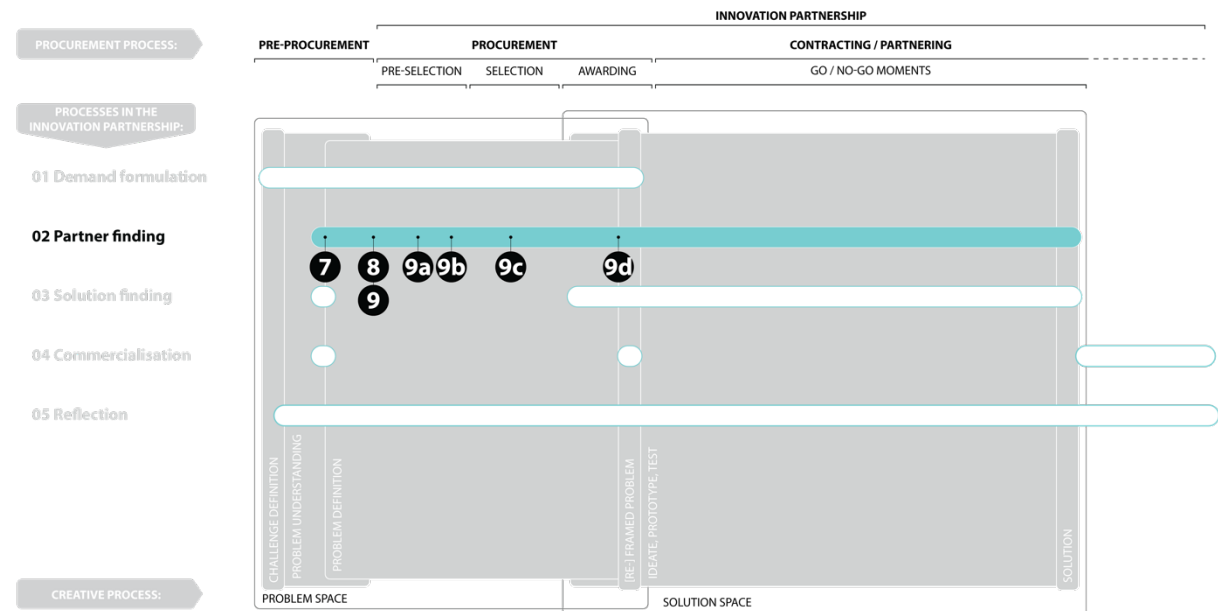 INNOVATION PARTNERSHIP
PROCUREMENT PROCESS:
PRE-PROCUREMENT
PROCUREMENT
CONTRACTING / PARTNERING
PRE-SELECTION
SELECTION
AWARDING
GO / NO-GO MOMENTS
PROCESSES IN THE
INNOVATION PARTNERSHIP:
01 Demand formulation
02 Partner finding
7
8
9a
9b
9c
9d
03 Solution finding
9
04 Commercialisation
05 Reflection
CHALLENGE DEFINITION
PROBLEM UNDERSTANDING
PROBLEM DEFINITION
[RE-] FRAMED PROBLEM
IDEATE, PROTOTYPE, TEST
SOLUTION
CREATIVE PROCESS:
PROBLEM SPACE
SOLUTION SPACE